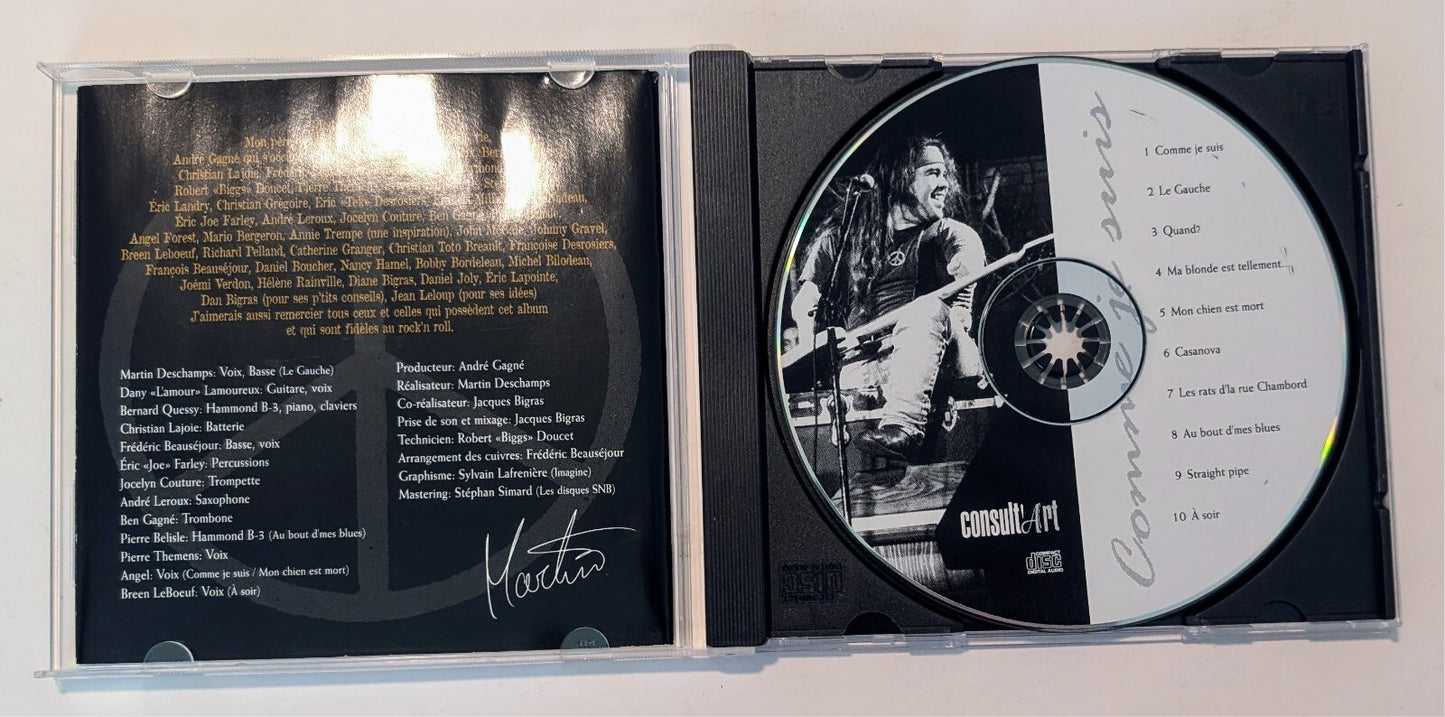 Mon père
André Gagné qui s'occ
Christian Lajoie, Fréd
Robert «Biggs» Doucet, Pierre
Éric Landry, Christian Grégoire, Éric «Tek» Desrosiers,
Éric Joe Farley, André Leroux, Jocelyn Couture, Ben Gagné,
Angel Forest, Mario Bergeron, Annie Trempe (une inspiration), John Johnny Gravel,
Breen Leboeuf, Richard Pelland, Catherine Granger, Christian Toto Breault, Francoise Desrosiers,
François Beauséjour, Daniel Boucher, Nancy Hamel, Bobby Bordeleau, Michel Bilodeau,
Joëmi Verdon, Hélène Rainville, Diane Bigras, Daniel Joly, Éric Lapointe,
Dan Bigras (pour ses p'tits conseils), Jean Leloup (pour ses idées)
J'aimerais aussi remercier tous ceux et celles qui possèdent cet album
et qui sont fidèles au rock'n roll.
Martin Deschamps: Voix, Basse (Le Gauche)
Dany «L'amour» Lamoureux: Guitare, voix
Bernard Quessy: Hammond B-3, piano, claviers
Christian Lajoie: Batterie
Frédéric Beauséjour: Basse, voix
Éric «Joe» Farley: Percussions
Jocelyn Couture: Trompette
André Leroux: Saxophone
Ben Gagné: Trombone
Pierre Belisle: Hammond B-3 (Au bout d'mes blues)
Pierre Themens: Voix
Angel: Voix (Comme je suis / Mon chien est mort)
Breen LeBoeuf: Voix (À soir)
Producteur: André Gagné
Réalisateur: Martin Deschamps
Co-réalisateur: Jacques Bigras
Prise de son et mixage: Jacques Bigras
Technicien: Robert «Biggs» Doucet
Arrangement des cuivres: Frédéric Beauséjour
Graphisme: Sylvain Lafrenière (Imagine)
Mastering: Stéphan Simard (Les disques SNB)
Martin
consult'Art
COMPACT
disc
DIGITAL AUDIO
Comme je suis
1 Comme je suis
2 Le Gauche
3 Quand?
4 Ma blonde est tellement...
5 Mon chien est mort
6 Casanova
7 Les rats d'la rue Chambord
8 Au bout d'mes blues
9 Straight pipe
10 À soir